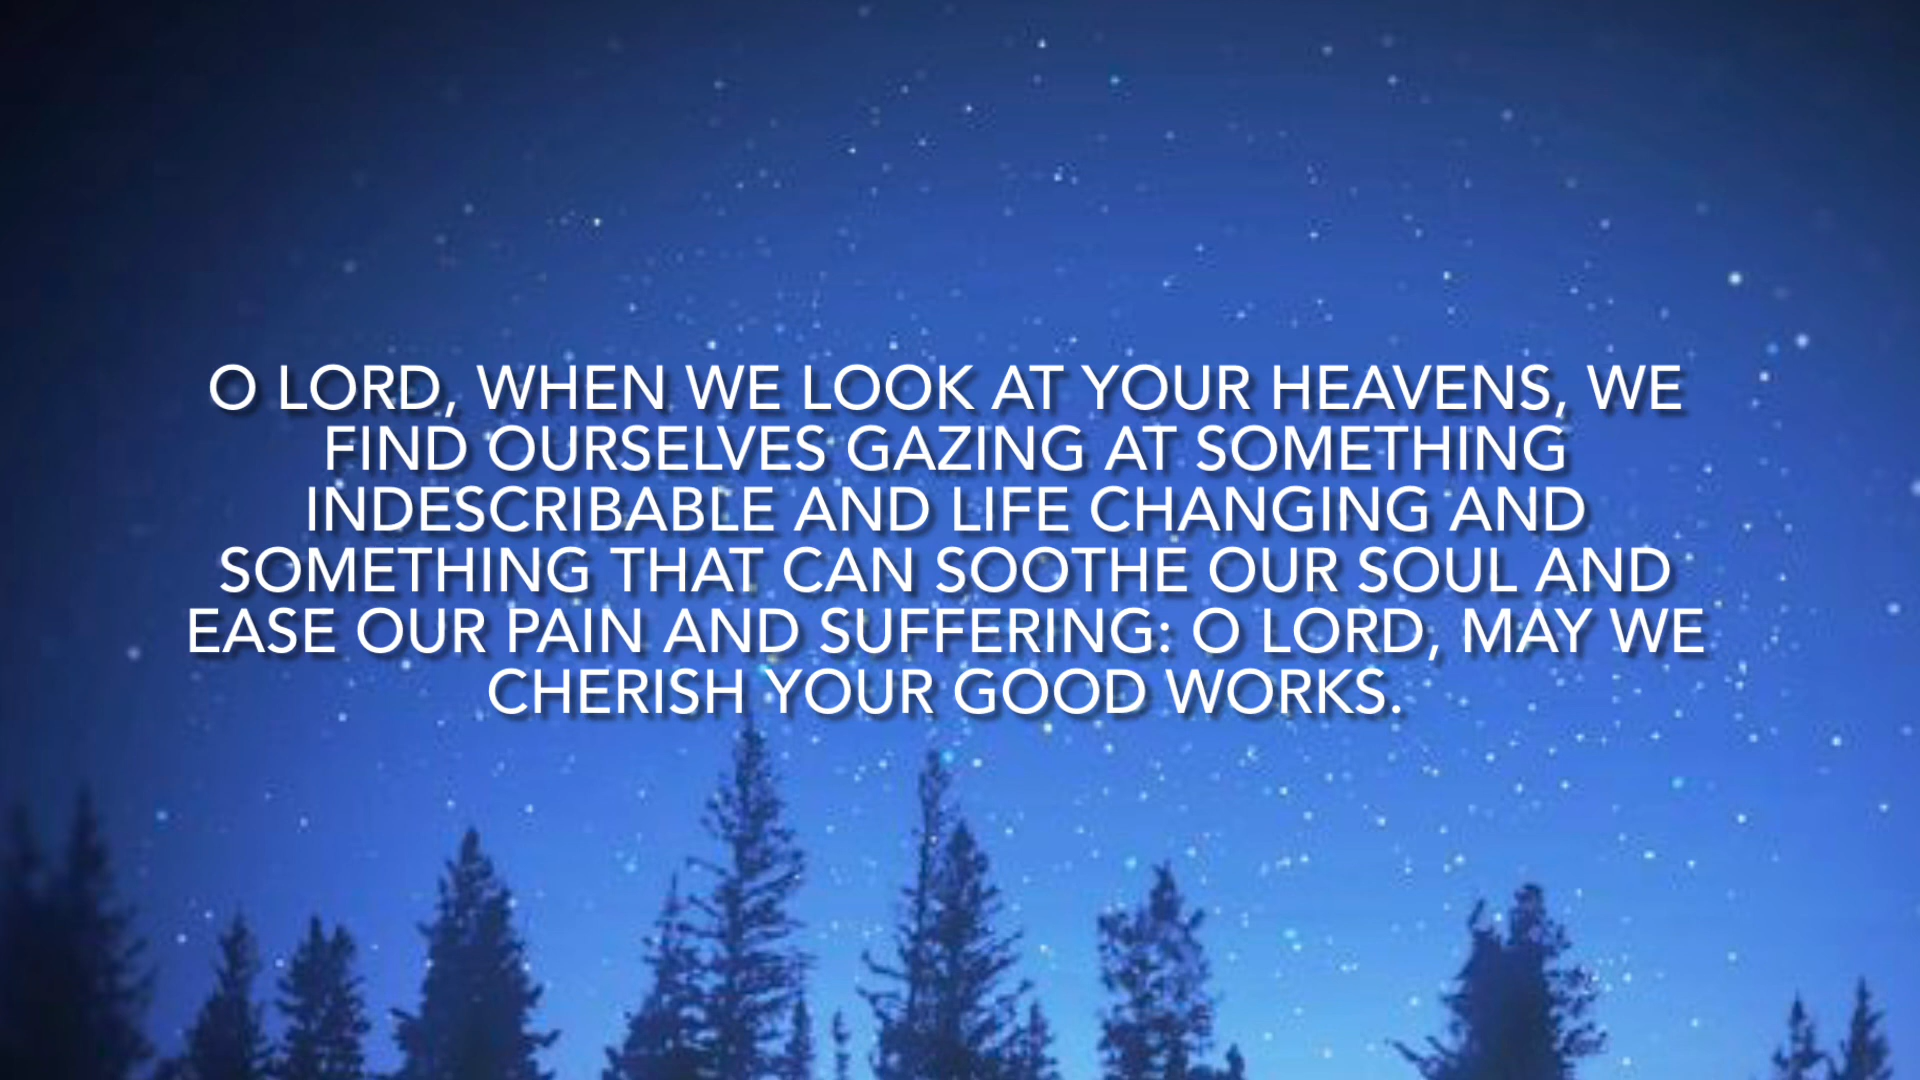 O LORD, WHEN WE LOOK AT YOUR HEAVENS, WE
FIND OURSELVES GAZING AT SOMETHING
INDESCRIBABLE AND LIFE CHANGING AND
SOMETHING THAT CAN SOOTHE OUR SOUL AND
EASE OUR PAIN AND SUFFERING: O LORD, MAY WE
CHERISH YOUR GOOD WORKS.